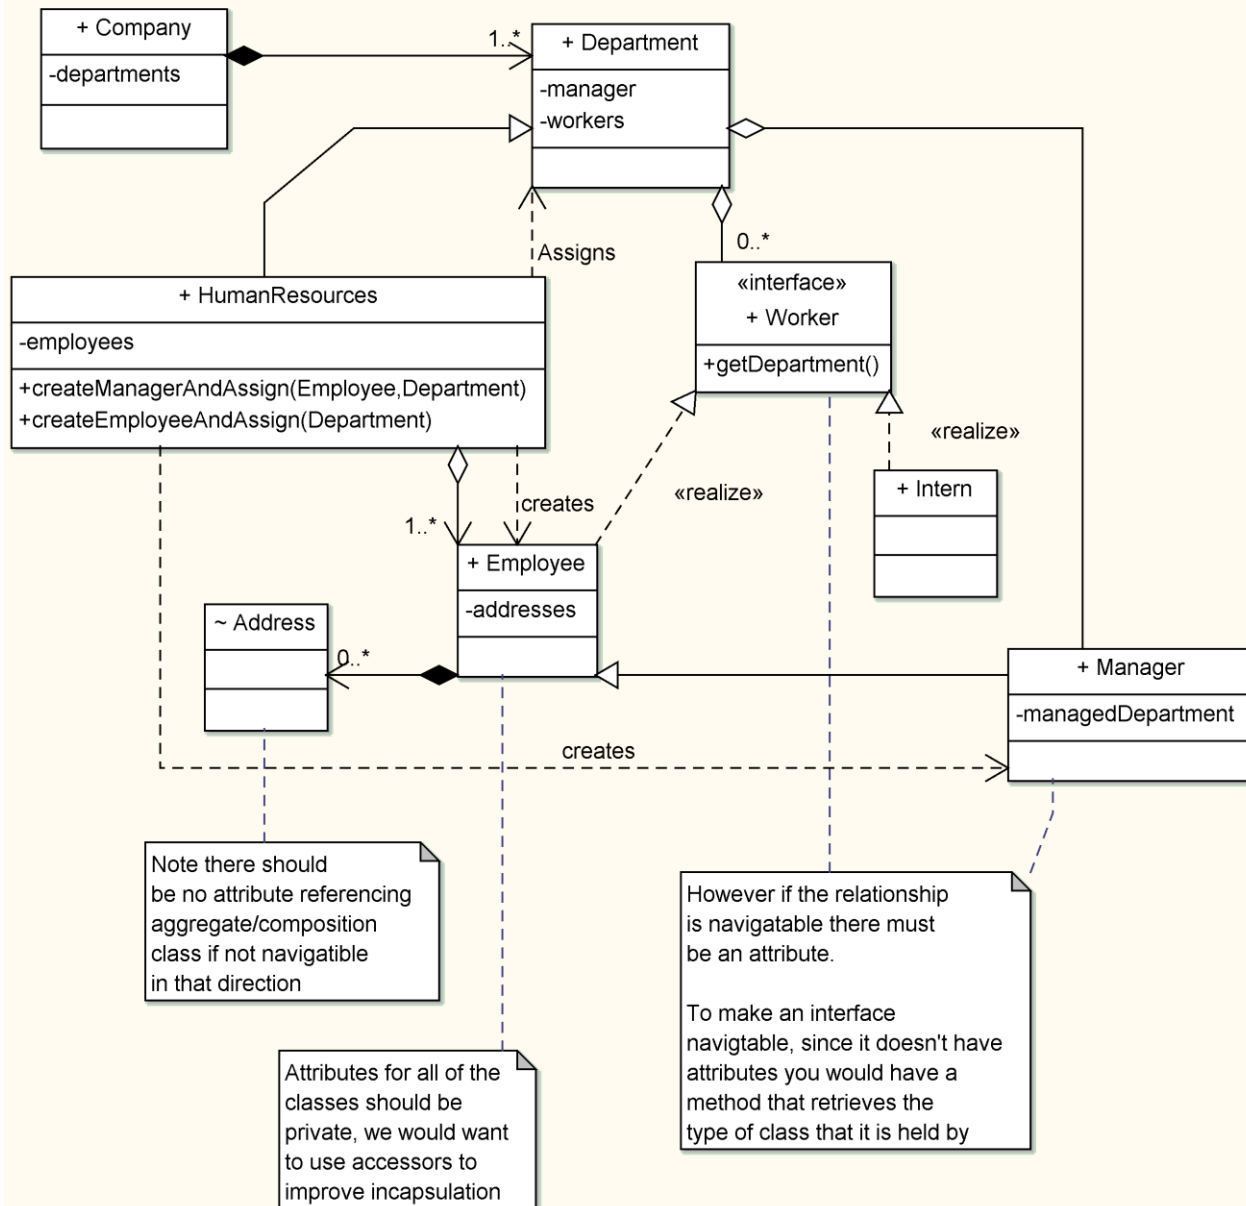 + Company
-departments
1..*
+ Department
-manager
-workers
Assigns
0..*
+ HumanResources
-employees
+createManagerAndAssign(Employee,Department)
+createEmployeeAndAssign(Department)
«interface»
+ Worker
+getDepartment()
«realize»
«realize»
+ Intern
creates
1..*
+ Employee
-addresses
~ Address
0..*
+ Manager
-managedDepartment
creates
Note there should
be no attribute referencing
aggregate/composition
class if not navigatible
in that direction
However if the relationship
is navigatable there must
be an attribute.
To make an interface
navigtable, since it doesn't have
attributes you would have a
method that retrieves the
type of class that it is held by
Attributes for all of the
classes should be
private, we would want
to use accessors to
improve incapsulation